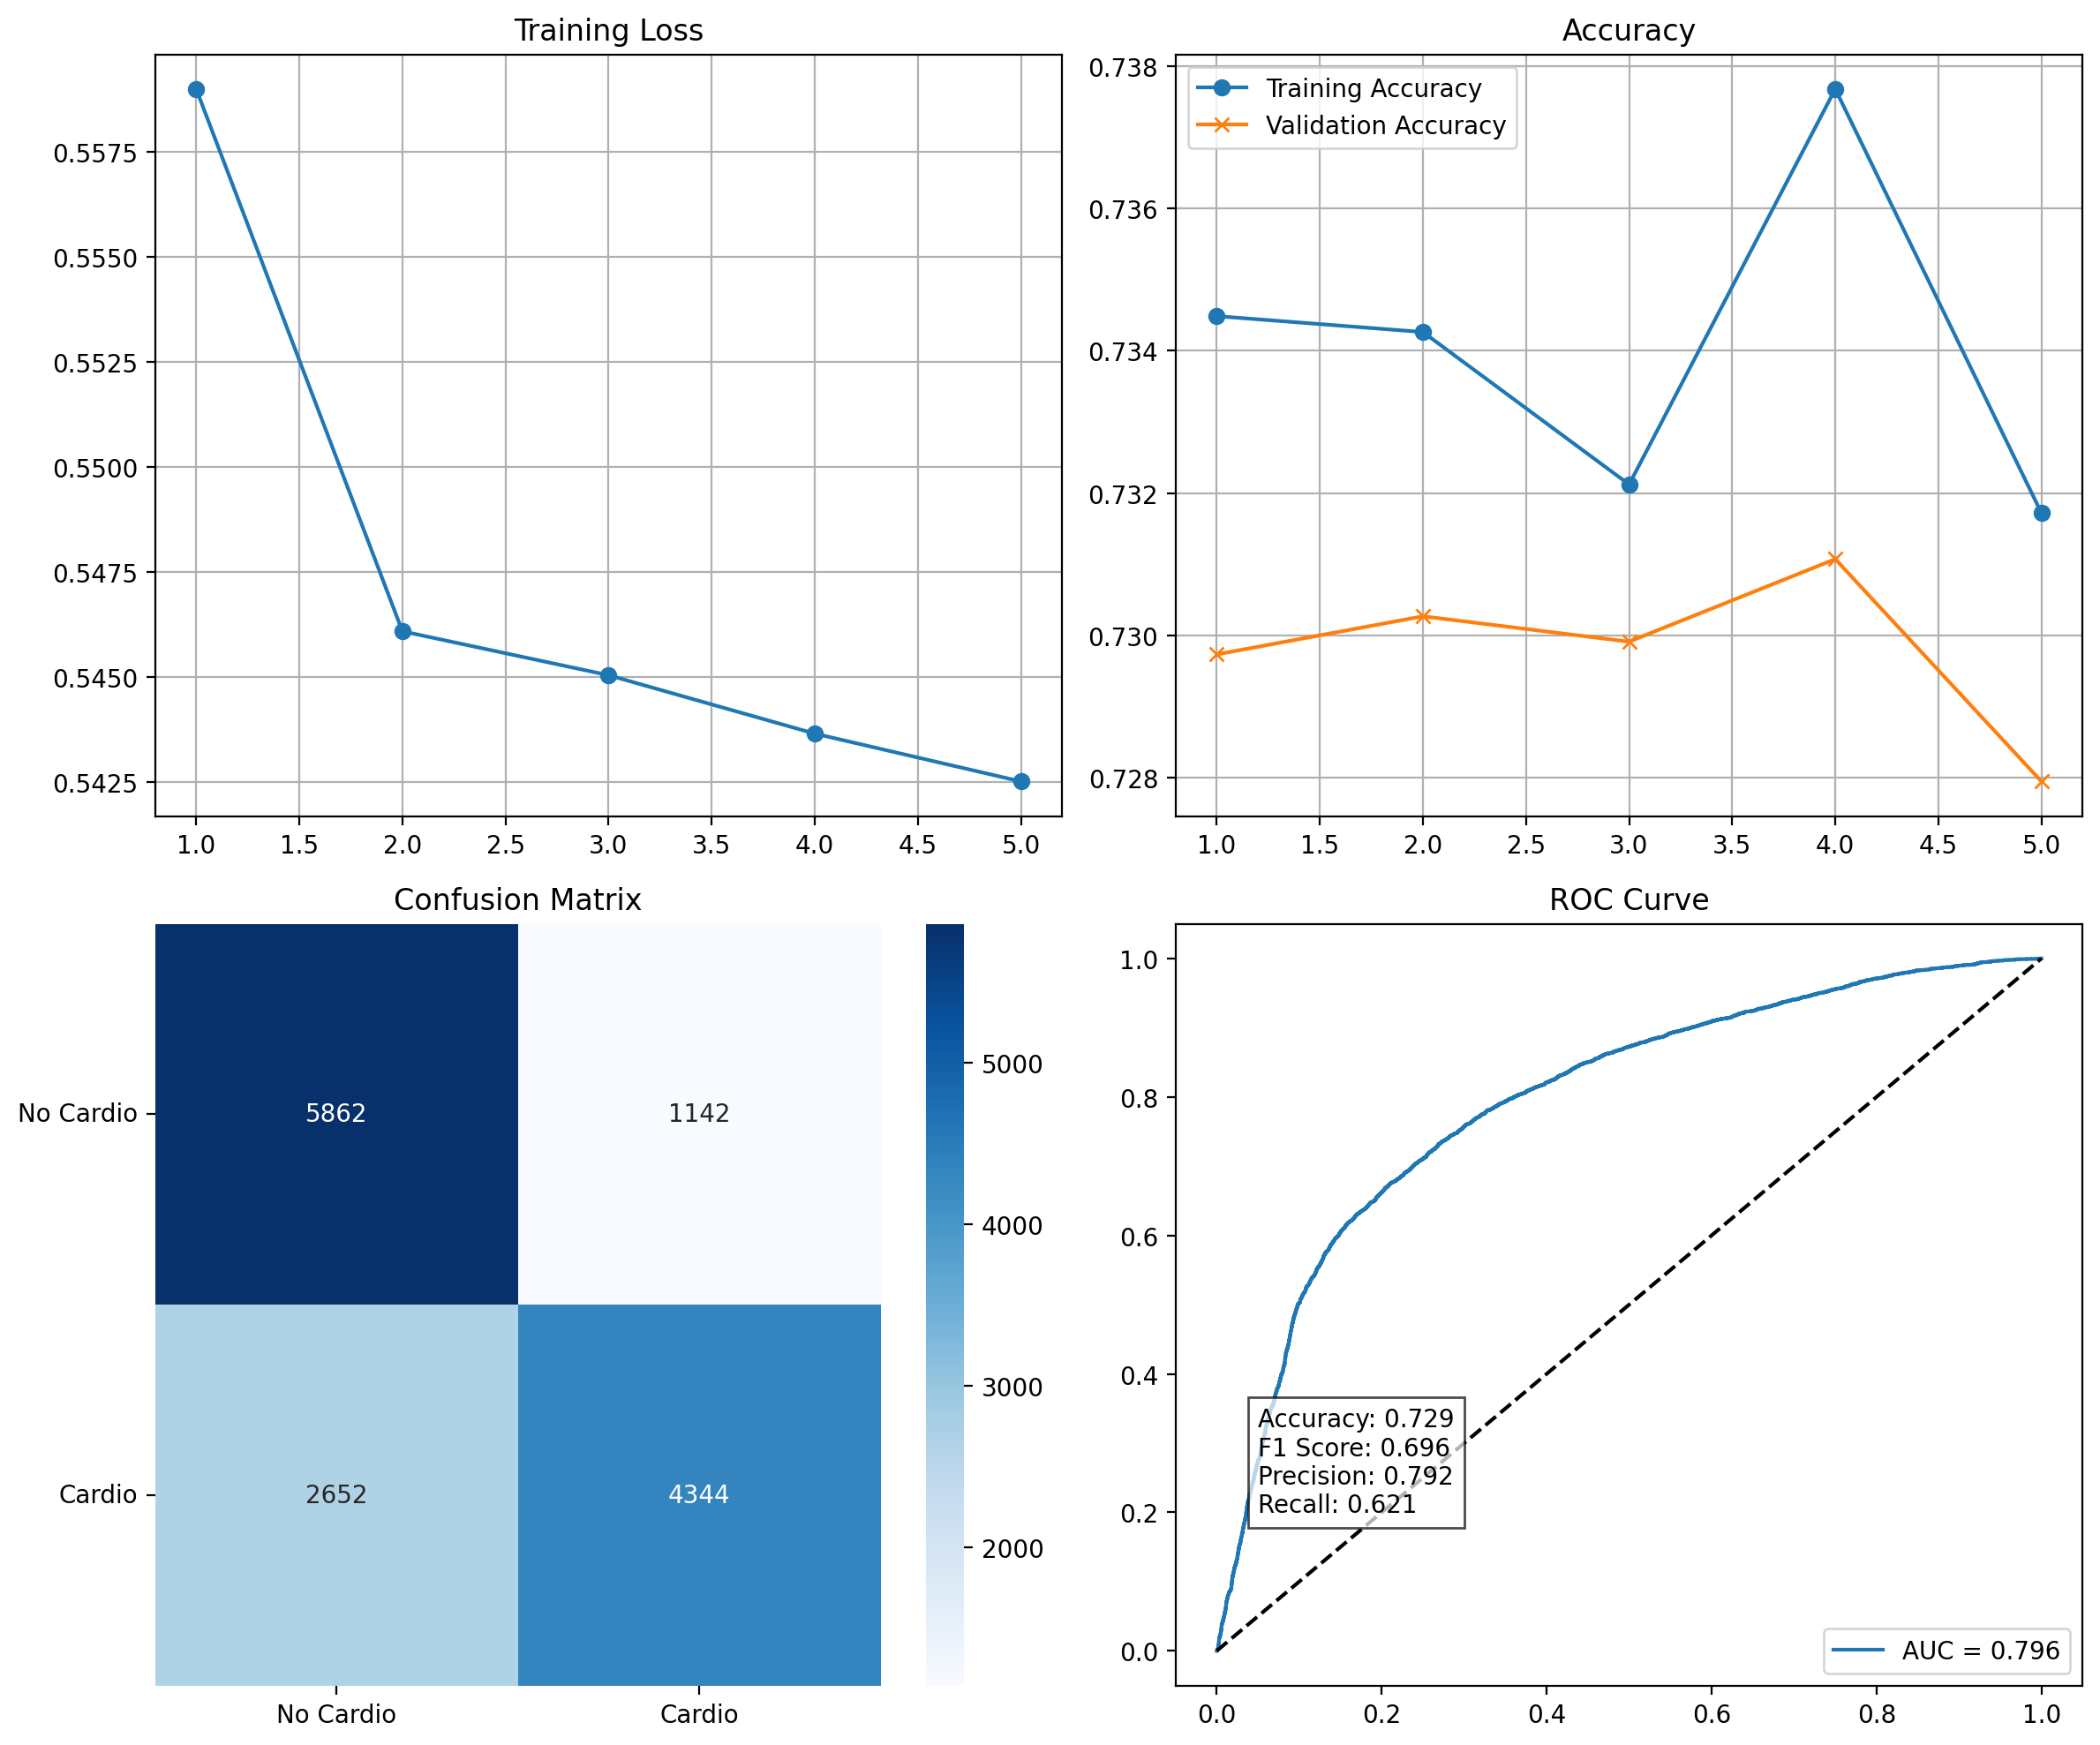 Training Loss
0.5575
0.5550
0.5525
0.5500
0.5475
0.5450
0.5425
1.0 1.5 2.0 2.5 3.0 3.5 4.0 4.5 5.0
Accuracy
Training Accuracy
Validation Accuracy
0.738
0.736
0.734
0.732
0.730
0.728
1.0 1.5 2.0 2.5 3.0 3.5 4.0 4.5 5.0
Confusion Matrix
No Cardio
5862 1142
Cardio
2652 4344
No Cardio Cardio
5000
4000
3000
2000
ROC Curve
1.0
0.8
0.6
0.4
0.2
0.0
Accuracy: 0.729
F1 Score: 0.696
Precision: 0.792
Recall: 0.621
AUC = 0.796
0.0 0.2 0.4 0.6 0.8 1.0